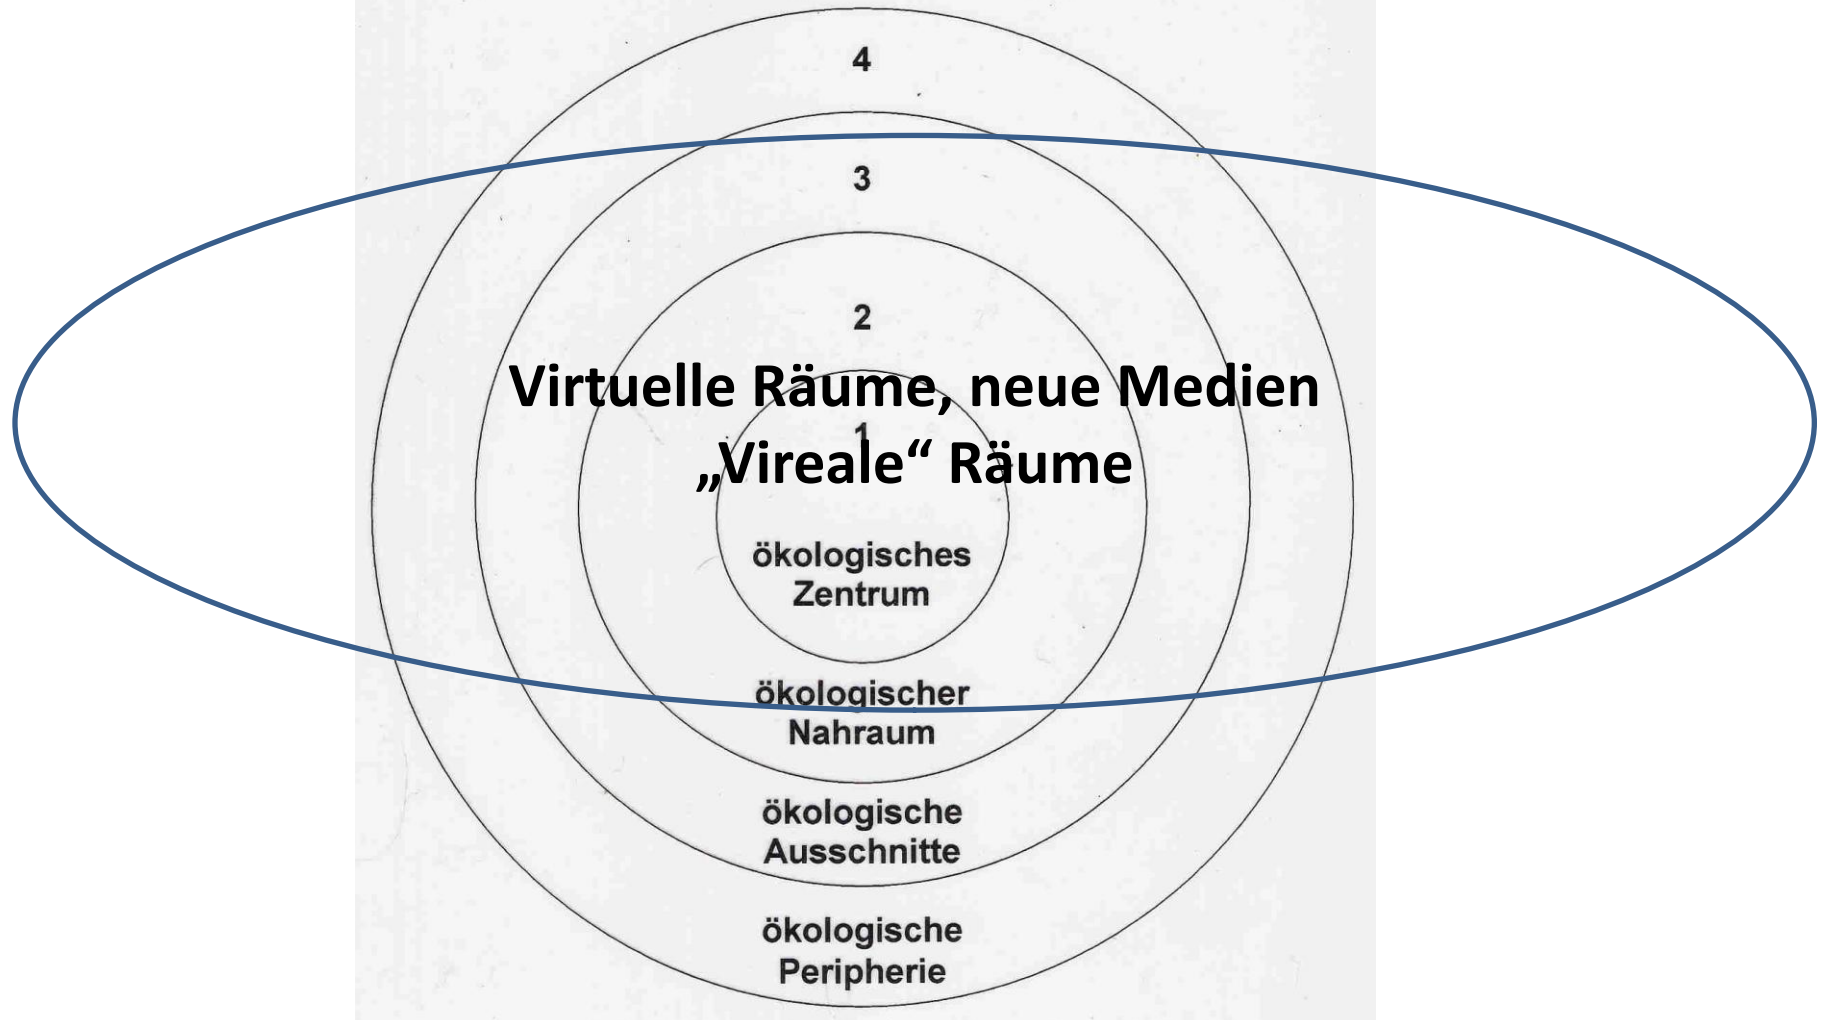 4
3
2
Virtuelle Räume, neue Medien
1
„Vireale“ Räume
ökologisches
Zentrum
ökologischer
Nahraum
ökologische
Ausschnitte
ökologische
Peripherie